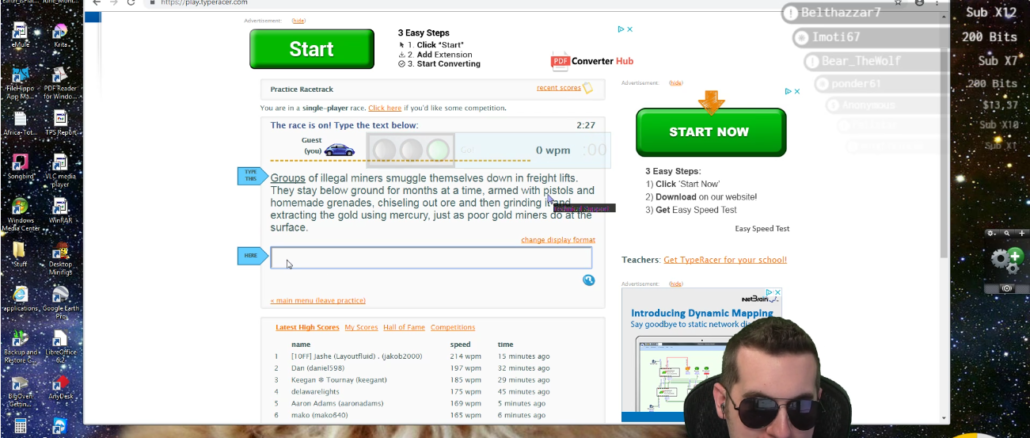 https://play.typeracer.com
Belthazzar7
Sub X12
Imoti67
200 Bits
Bear_TheWolf
Sub X7
ponder61
200 Bits
Anonymous
$13,37
Sub X10
Sub X1
eMule
Krita
FileHippo App Ma...
PDF Reader for Windo...
Africa-Tot...
TPS Report...
Songbird
VLC media player
Windows Media Center
WinRAR
Stuff
Desktop
applications
Google Earth
Backup and
LibreOffice 6.2
AnyDesk
Advertisement (hide)
Start
3 Easy Steps
1. Click "Start"
2. Add Extension
3. Start Converting
PDF Converter Hub
Practice Racetrack
recent scores
You are in a single-player race. Click here if you'd like some competition.
The race is on! Type the text below:
2:27
Guest
(you)
0 wpm
:00
TYPE THIS
Groups of illegal miners smuggle themselves down in freight lifts.
They stay below ground for months at a time, armed with pistols and
homemade grenades, chiseling out ore and then grinding it and
extracting the gold using mercury, just as poor gold miners do at the
surface.
change display format
HERE
« main menu (leave practice)
Latest High Scores My Scores Hall of Fame Competitions
name speed time
1 [10FF] Jashe (Layoutfluid) . (jakob2000) 214 wpm 15 minutes ago
2 Dan (daniel598) 197 wpm 32 minutes ago
3 Keegan @ Tournay (keegant) 185 wpm 29 minutes ago
4 delawarelights 175 wpm 45 minutes ago
5 Aaron Adams (aaronadams) 169 wpm 5 minutes ago
6 mako (mako640) 165 wpm 6 minutes ago
Advertisement (hide)
START NOW
3 Easy Steps:
1) Click 'Start Now'
2) Download on our website!
3) Get Easy Speed Test
Easy Speed Test
Teachers: Get TypeRacer for your school!
Advertisement (hide)
NetBrain
Introducing Dynamic Mapping
Say goodbye to static network di